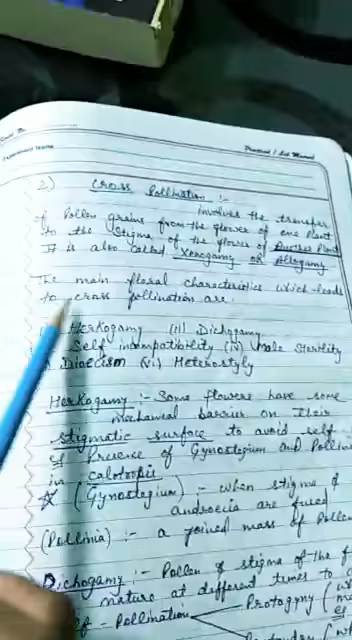 Practical / Lab Manual
Experiment Name
2) Cross Pollination :-
involves the transfer
of Pollen grains from the flower of one Plant
to the stigma of the flower of Another Plant
It is also called Xenogamy or Allogamy
The main floral characteristics which leads
to cross pollination are.
Herkogamy (ii) Dichogamy
Self incompatibility (iv) Male Sterility
Dioecism (vi) Heterostyly
Herkogamy :- Some flowers have some
mechanical barrier on their
stigmatic surface to avoid self
Presence of Gynostegium and Pollinia
in calotropis
(Gynostegium) :- when stigma &
androecia are fused
(Pollinia) :- a joined mass of Pollen
Dichogamy :- Pollen & stigma of the f
mature at different times to
Pollination Protogyny (